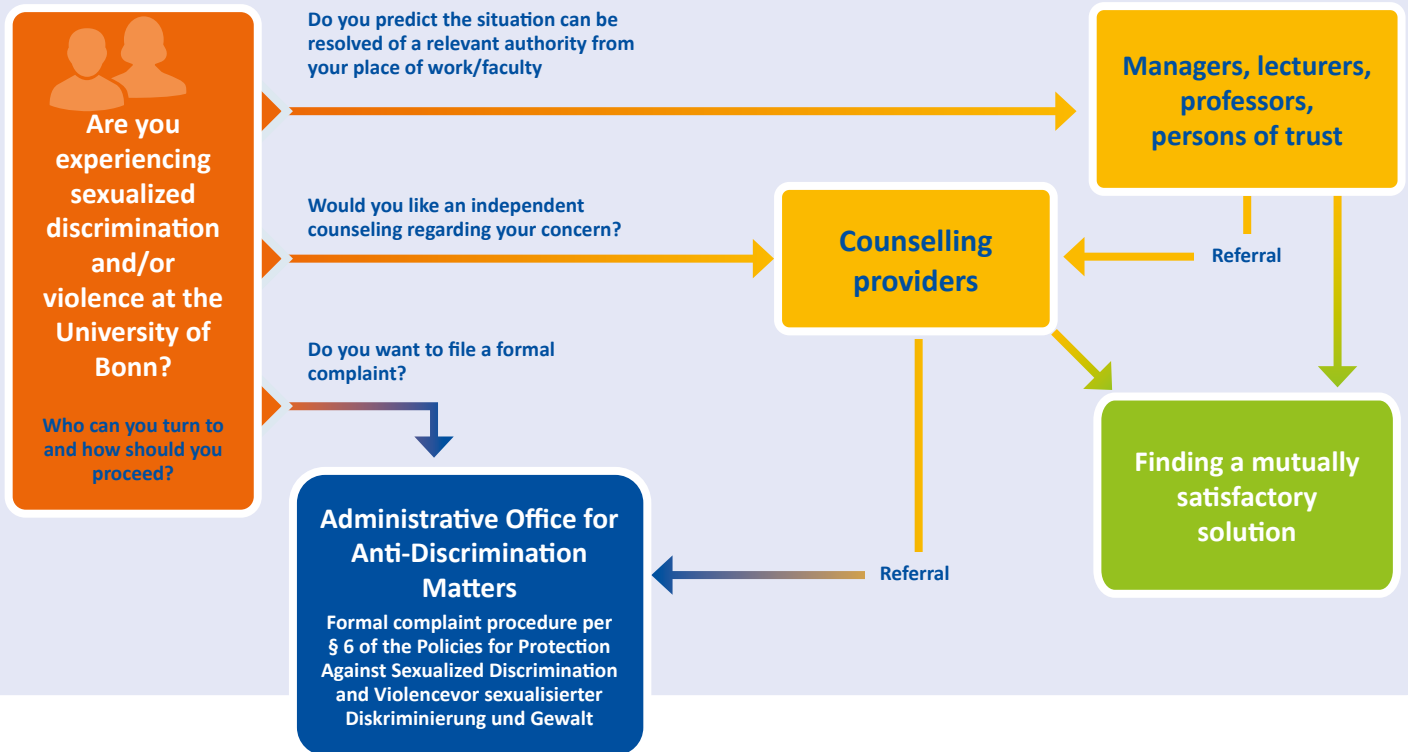 Are you
experiencing
sexualized
discrimination
and/or
violence at the
University of
Bonn?
Who can you turn to
and how should you
proceed?
Do you predict the situation can be
resolved of a relevant authority from
your place of work/faculty
Managers, lecturers,
professors,
persons of trust
Would you like an independent
counseling regarding your concern?
Counselling
providers
Referral
Do you want to file a formal
complaint?
Administrative Office for
Anti-Discrimination
Matters
Formal complaint procedure per
§ 6 of the Policies for Protection
Against Sexualized Discrimination
and Violencevor sexualisierter
Diskriminierung und Gewalt
Referral
Finding a mutually
satisfactory
solution